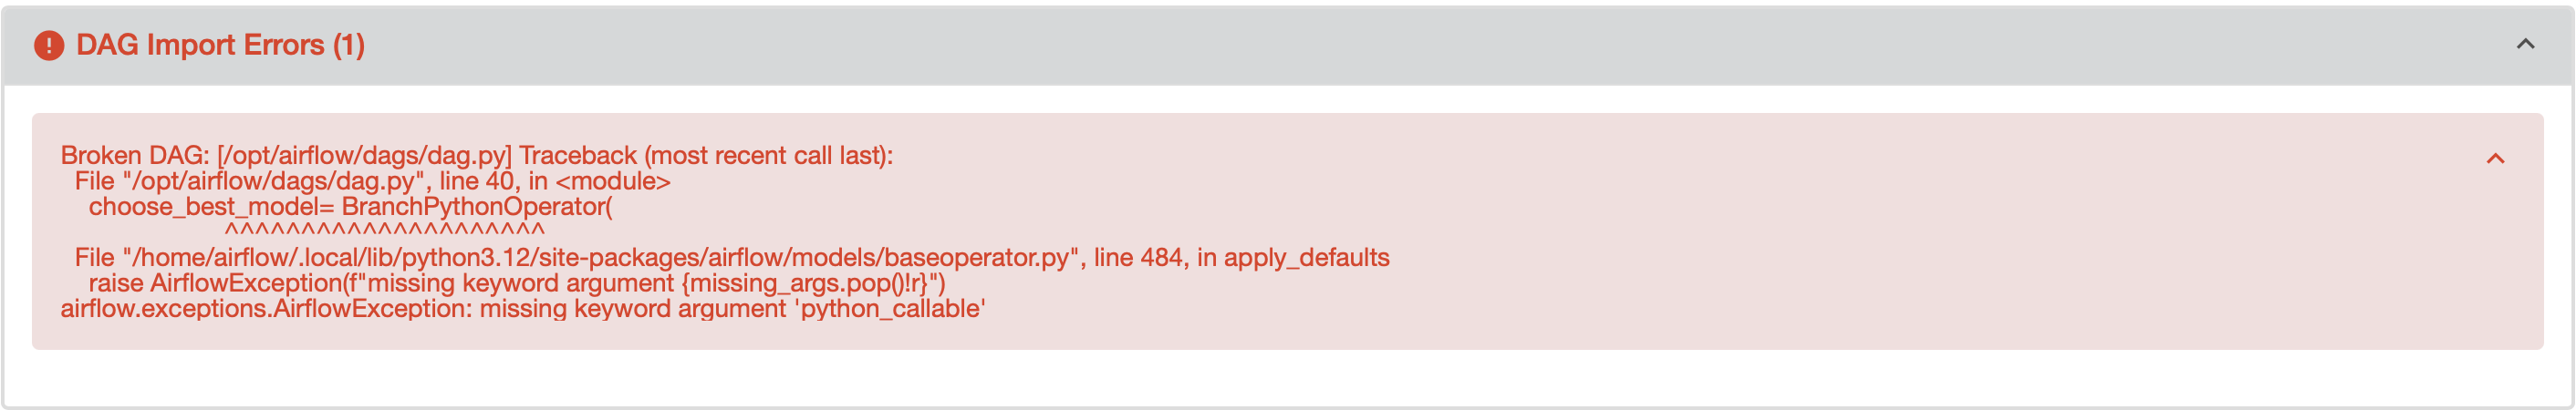 DAG Import Errors (1)
Broken DAG: [/opt/airflow/dags/dag.py] Traceback (most recent call last):
  File "/opt/airflow/dags/dag.py", line 40, in <module>
    choose_best_model= BranchPythonOperator(
                       ^^^^^^^^^^^^^^^^^^^^^
  File "/home/airflow/.local/lib/python3.12/site-packages/airflow/models/baseoperator.py", line 484, in apply_defaults
    raise AirflowException(f"missing keyword argument {missing_args.pop()!r}")
airflow.exceptions.AirflowException: missing keyword argument 'python_callable'